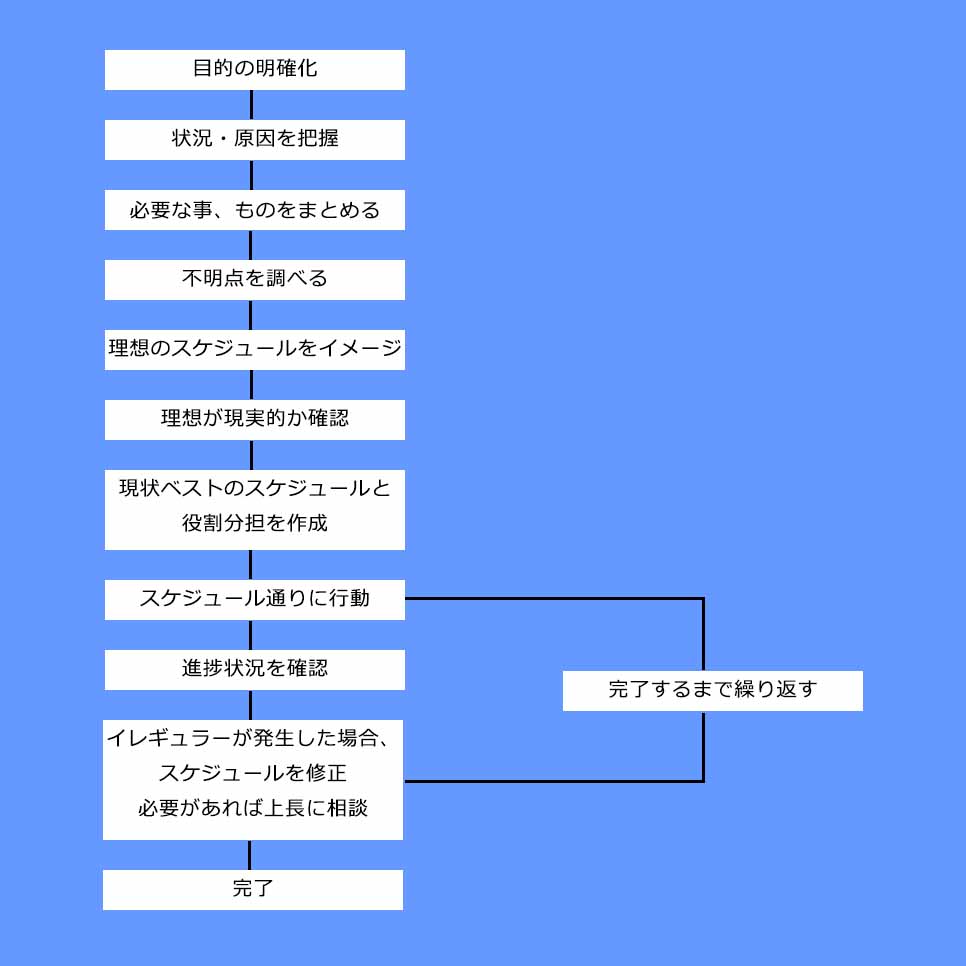 目的の明確化
状況・原因を把握
必要な事、ものをまとめる
不明点を調べる
理想のスケジュールをイメージ
理想が現実的か確認
現状ベストのスケジュールと
役割分担を作成
スケジュール通りに行動
進捗状況を確認
完了するまで繰り返す
イレギュラーが発生した場合、
スケジュールを修正
必要があれば上長に相談
完了